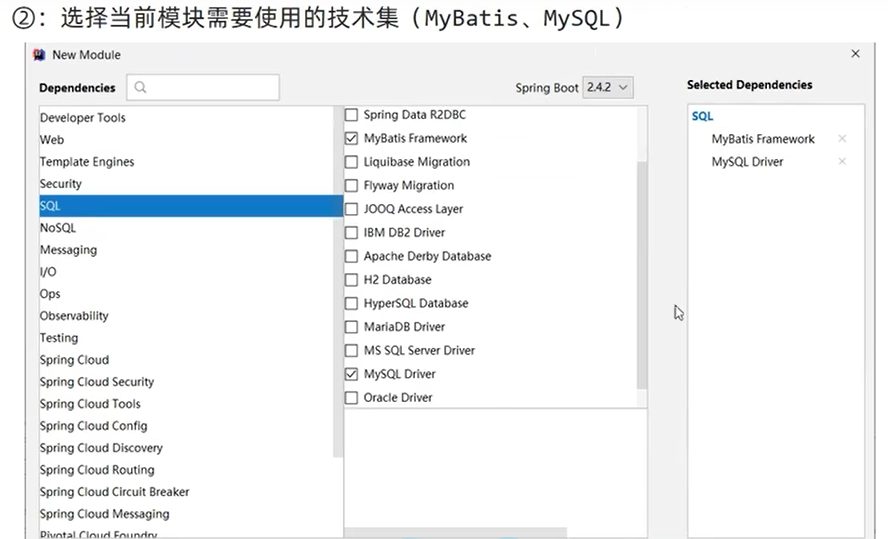 ②：选择当前模块需要使用的技术集（MyBatis、MySQL）
New Module
Dependencies
Spring Boot 2.4.2
Selected Dependencies
Developer Tools
Web
Template Engines
Security
SQL
NoSQL
Messaging
I/O
Ops
Observability
Testing
Spring Cloud
Spring Cloud Security
Spring Cloud Tools
Spring Cloud Config
Spring Cloud Discovery
Spring Cloud Routing
Spring Cloud Circuit Breaker
Spring Cloud Messaging
Pivotal Cloud Foundry
Spring Data R2DBC
MyBatis Framework
Liquibase Migration
Flyway Migration
JOOQ Access Layer
IBM DB2 Driver
Apache Derby Database
H2 Database
HyperSQL Database
MariaDB Driver
MS SQL Server Driver
MySQL Driver
Oracle Driver
SQL
MyBatis Framework
MySQL Driver